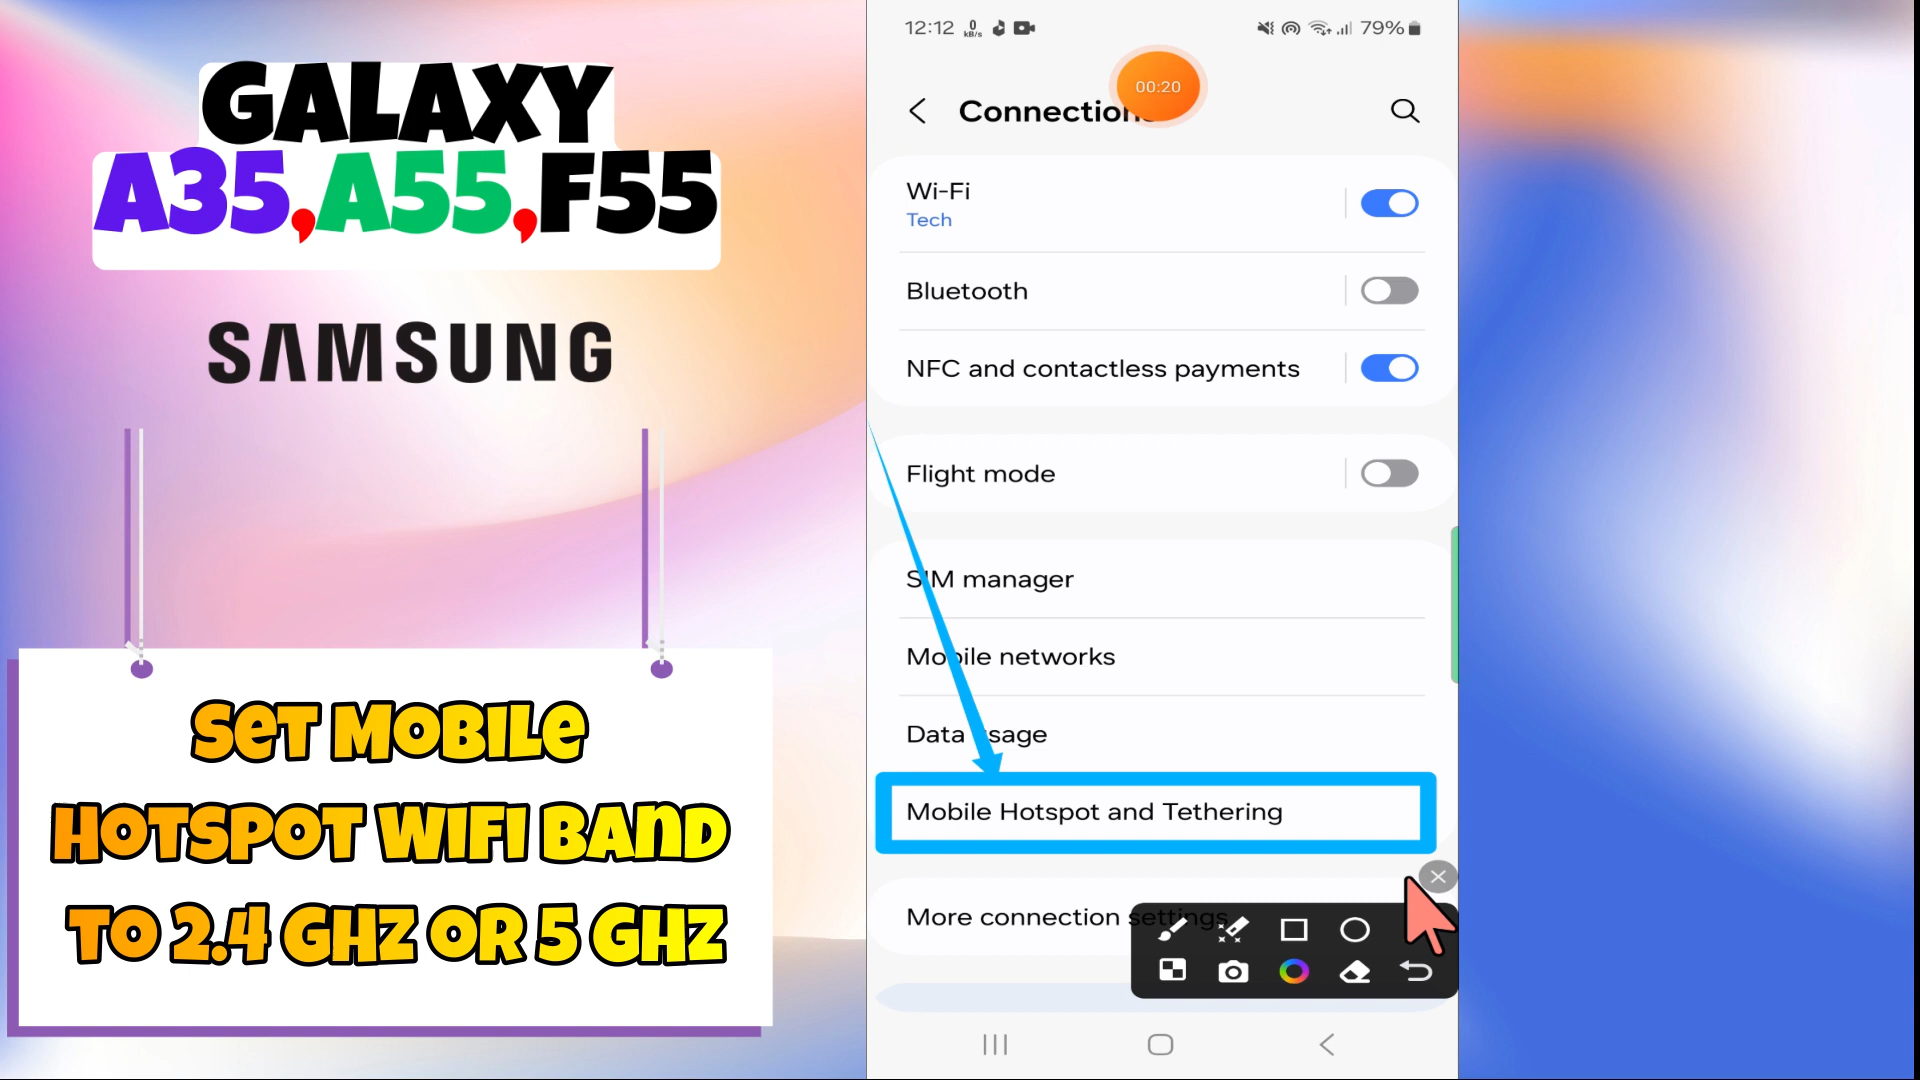 GALAXY
A35,A55,F55
SAMSUNG
SET MOBILE
HOTSPOT WIFI BAND
TO 2.4 GHZ OR 5 GHZ
12:12 0 kB/s 79%
00:20
Connection
Wi-Fi
Tech
Bluetooth
NFC and contactless payments
Flight mode
SIM manager
Mobile networks
Data usage
Mobile Hotspot and Tethering
More connection settings